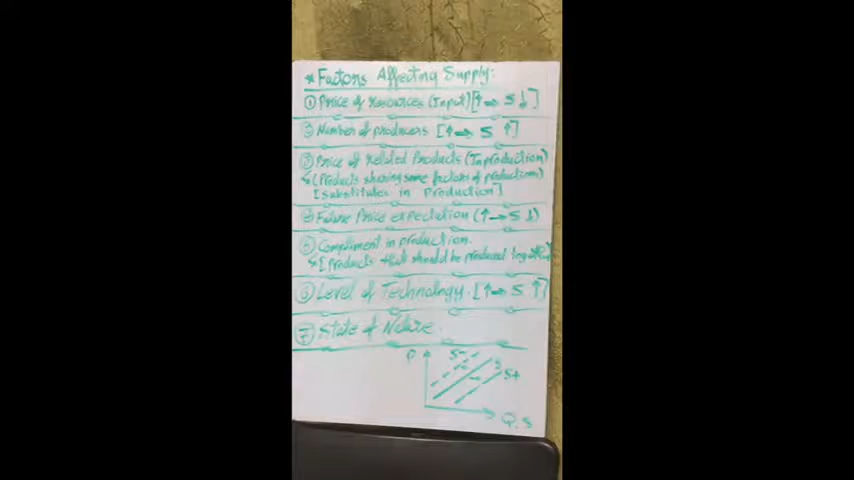 * Factors Affecting Supply:
① Price of resources (Input) [↑ → S ↓]
② Number of producers [↑ → S ↑]
③ Price of Related Products (In production)
↳ (Products sharing same factors of production)
[Substitutes in production]
④ Future Price expectation (↑ → S ↓)
⑤ Compliment in production.
↳ [Products that should be produced
⑥ Level of Technology. [↑ → S ↑]
⑦ State of Nature.
P S- S S+
Q.s